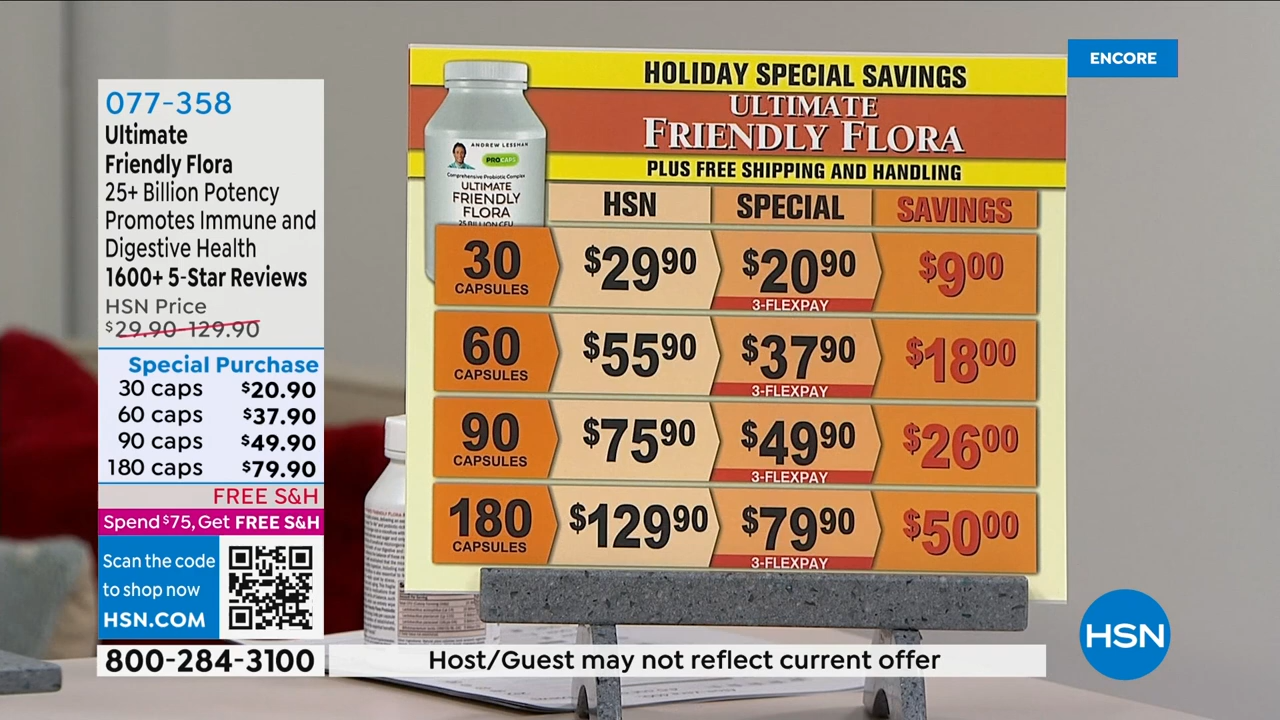 ENCORE
077-358
Ultimate
Friendly Flora
25+ Billion Potency
Promotes Immune and
Digestive Health
1600+ 5-Star Reviews
HSN Price
$29.90-129.90
Special Purchase
30 caps $20.90
60 caps $37.90
90 caps $49.90
180 caps $79.90
FREE S&H
Spend $75, Get FREE S&H
Scan the code
to shop now
HSN.COM
800-284-3100
Host/Guest may not reflect current offer
HSN
HOLIDAY SPECIAL SAVINGS
ULTIMATE
FRIENDLY FLORA
PLUS FREE SHIPPING AND HANDLING
ANDREW LESSMAN
PROCAPS
Comprehensive Probiotic Complex
ULTIMATE
FRIENDLY
FLORA
25 BILLION CFU
HSN SPECIAL SAVINGS
30 CAPSULES $29.90 $20.90 3-FLEXPAY $9.00
60 CAPSULES $55.90 $37.90 3-FLEXPAY $18.00
90 CAPSULES $75.90 $49.90 3-FLEXPAY $26.00
180 CAPSULES $129.90 $79.90 3-FLEXPAY $50.00